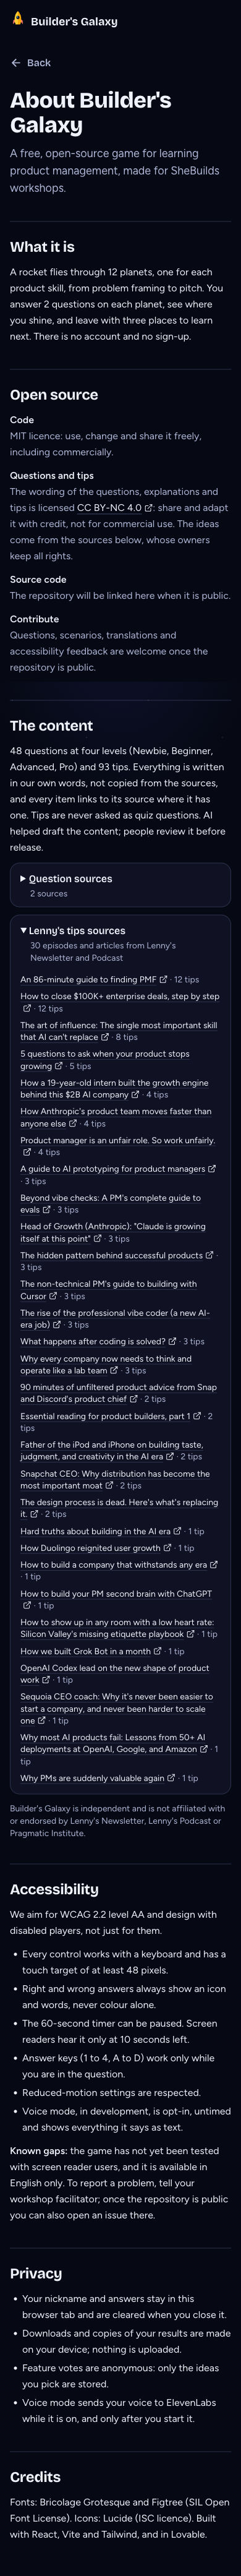 Builder's Galaxy
Back
About Builder's
Galaxy
A free, open-source game for learning
product management, made for SheBuilds
workshops.
What it is
A rocket flies through 12 planets, one for each
product skill, from problem framing to pitch. You
answer 2 questions on each planet, see where
you shine, and leave with three places to learn
next. There is no account and no sign-up.
Open source
Code
MIT licence: use, change and share it freely,
including commercially.
Questions and tips
The wording of the questions, explanations and
tips is licensed CC BY-NC 4.0: share and adapt
it with credit, not for commercial use. The ideas
come from the sources below, whose owners
keep all rights.
Source code
The repository will be linked here when it is public.
Contribute
Questions, scenarios, translations and
accessibility feedback are welcome once the
repository is public.
The content
48 questions at four levels (Newbie, Beginner,
Advanced, Pro) and 93 tips. Everything is written
in our own words, not copied from the sources,
and every item links to its source where it has
one. Tips are never asked as quiz questions. AI
helped draft the content; people review it before
release.
Question sources
2 sources
Lenny's tips sources
30 episodes and articles from Lenny's
Newsletter and Podcast
An 86-minute guide to finding PMF · 12 tips
How to close $100K+ enterprise deals, step by step
· 12 tips
The art of influence: The single most important skill
that AI can't replace · 8 tips
5 questions to ask when your product stops
growing · 5 tips
How a 19-year-old intern built the growth engine
behind this $2B AI company · 4 tips
How Anthropic's product team moves faster than
anyone else · 4 tips
Product manager is an unfair role. So work unfairly.
· 4 tips
A guide to AI prototyping for product managers
· 3 tips
Beyond vibe checks: A PM's complete guide to
evals · 3 tips
Head of Growth (Anthropic): "Claude is growing
itself at this point" · 3 tips
The hidden pattern behind successful products ·
3 tips
The non-technical PM's guide to building with
Cursor · 3 tips
The rise of the professional vibe coder (a new AI-
era job) · 3 tips
What happens after coding is solved? · 3 tips
Why every company now needs to think and
operate like a lab team · 3 tips
90 minutes of unfiltered product advice from Snap
and Discord's product chief · 2 tips
Essential reading for product builders, part 1 · 2
tips
Father of the iPod and iPhone on building taste,
judgment, and creativity in the AI era · 2 tips
Snapchat CEO: Why distribution has become the
most important moat · 2 tips
The design process is dead. Here's what's replacing
it. · 2 tips
Hard truths about building in the AI era · 1 tip
How Duolingo reignited user growth · 1 tip
How to build a company that withstands any era
· 1 tip
How to build your PM second brain with ChatGPT
· 1 tip
How to show up in any room with a low heart rate:
Silicon Valley's missing etiquette playbook · 1 tip
How we built Grok Bot in a month · 1 tip
OpenAI Codex lead on the new shape of product
work · 1 tip
Sequoia CEO coach: Why it's never been easier to
start a company, and never been harder to scale
one · 1 tip
Why most AI products fail: Lessons from 50+ AI
deployments at OpenAI, Google, and Amazon · 1
tip
Why PMs are suddenly valuable again · 1 tip
Builder's Galaxy is independent and is not affiliated with
or endorsed by Lenny's Newsletter, Lenny's Podcast or
Pragmatic Institute.
Accessibility
We aim for WCAG 2.2 level AA and design with
disabled players, not just for them.
• Every control works with a keyboard and has a
touch target of at least 48 pixels.
• Right and wrong answers always show an icon
and words, never colour alone.
• The 60-second timer can be paused. Screen
readers hear it only at 10 seconds left.
• Answer keys (1 to 4, A to D) work only while
you are in the question.
• Reduced-motion settings are respected.
• Voice mode, in development, is opt-in, untimed
and shows everything it says as text.
Known gaps: the game has not yet been tested
with screen reader users, and it is available in
English only. To report a problem, tell your
workshop facilitator; once the repository is public
you can also open an issue there.
Privacy
• Your nickname and answers stay in this
browser tab and are cleared when you close it.
• Downloads and copies of your results are made
on your device; nothing is uploaded.
• Feature votes are anonymous: only the ideas
you pick are stored.
• Voice mode sends your voice to ElevenLabs
while it is on, and only after you start it.
Credits
Fonts: Bricolage Grotesque and Figtree (SIL Open
Font License). Icons: Lucide (ISC licence). Built
with React, Vite and Tailwind, and in Lovable.